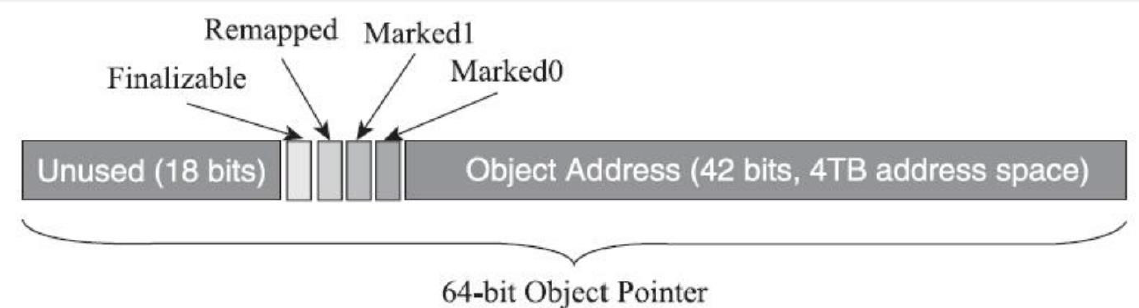 Remapped Marked1
Finalizable Marked0
Unused (18 bits) Object Address (42 bits, 4TB address space)
64-bit Object Pointer